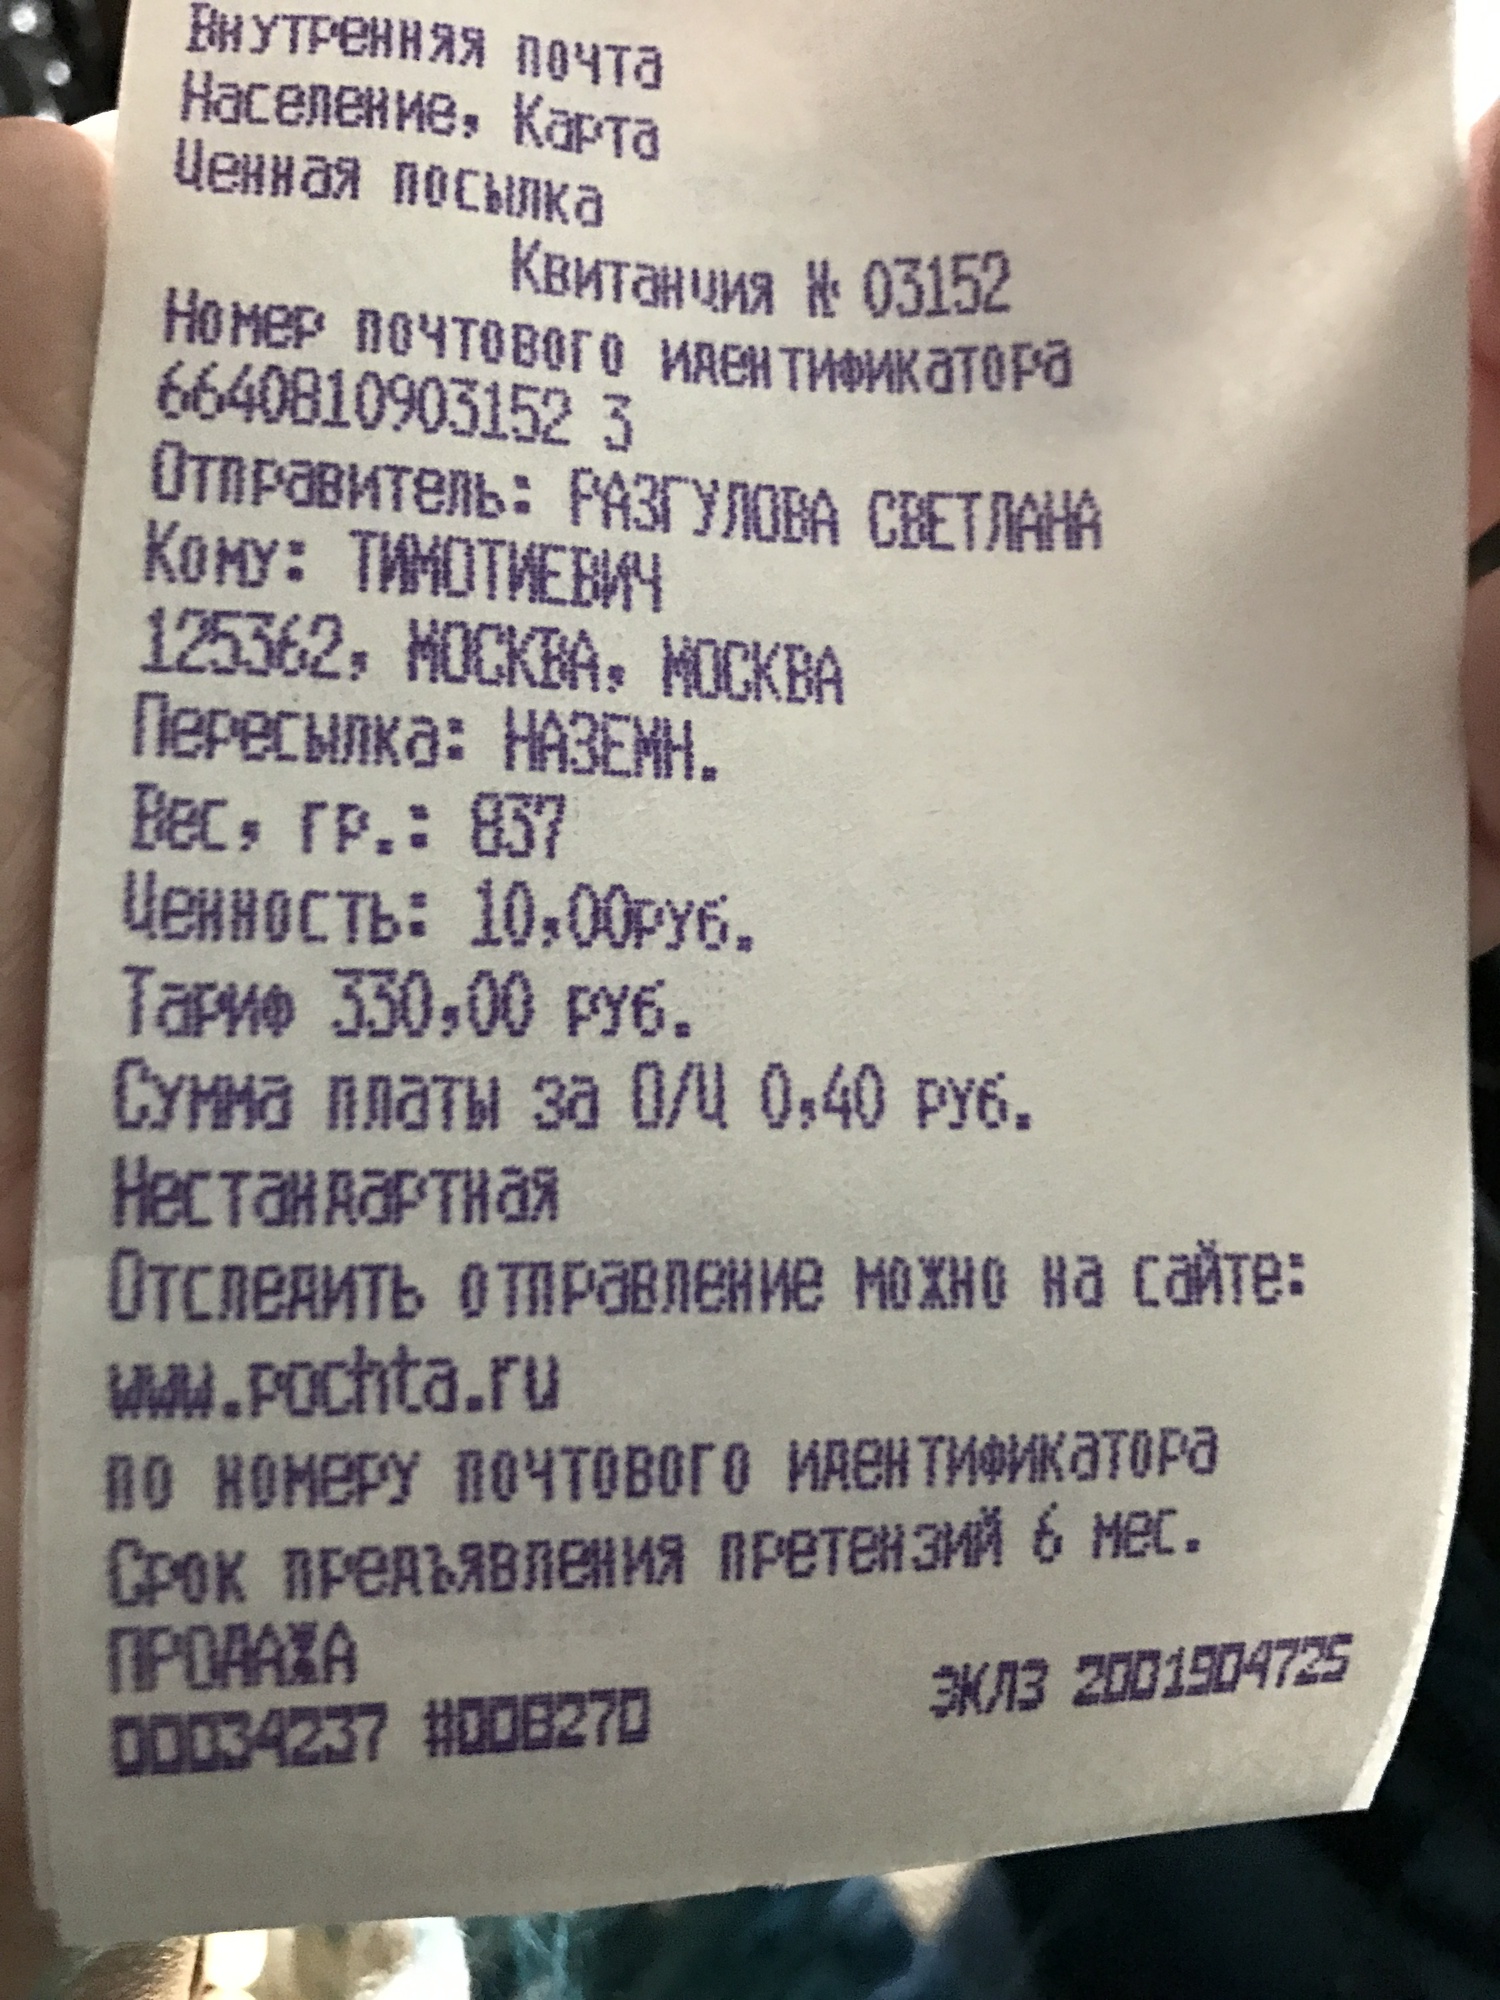 Внутренняя почта
Население, Карта
Ценная посылка
Квитанция № 03152
Номер почтового идентификатора
6640810903152 3
Отправитель: РАЗГУЛОВА СВЕТЛАНА
Кому: ТИМОТИЕВИЧ
125362, МОСКВА, МОСКВА
Пересылка: НАЗЕМН.
Вес, гр.: 837
Ценность: 10,00руб.
Тариф 330,00 руб.
Сумма платы за О/Ц 0,40 руб.
Нестандартная
Отследить отправление можно на сайте:
www.pochta.ru
по номеру почтового идентификатора
Срок предъявления претензий 6 мес.
ПРОДАЖА
00034237 #008270 ЭКЛЗ 2001904725